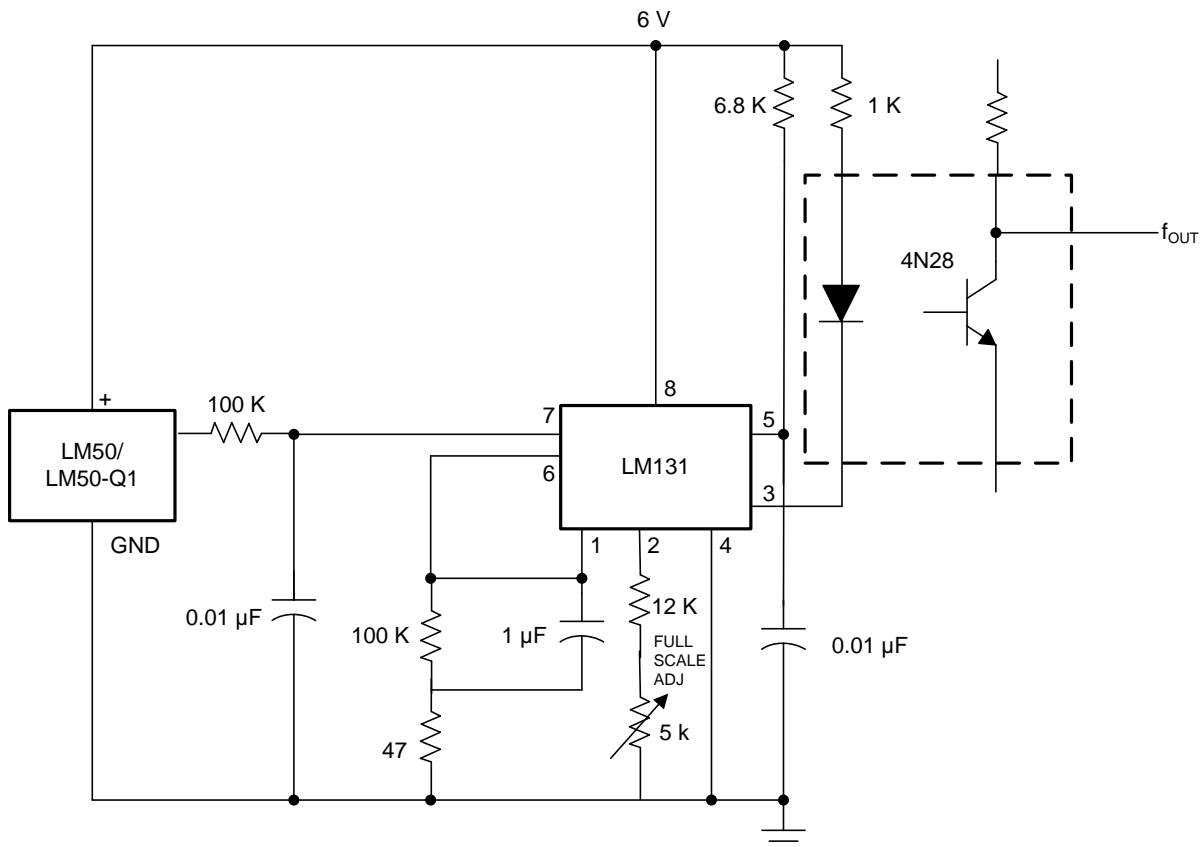 6 V
6.8 K
1 K
f_OUT
4N28
+
100 K
8
7
5
LM50/
LM50-Q1
LM131
6
3
GND
1
2
4
0.01 µF
100 K
1 µF
12 K
FULL
SCALE
ADJ
0.01 µF
5 k
47